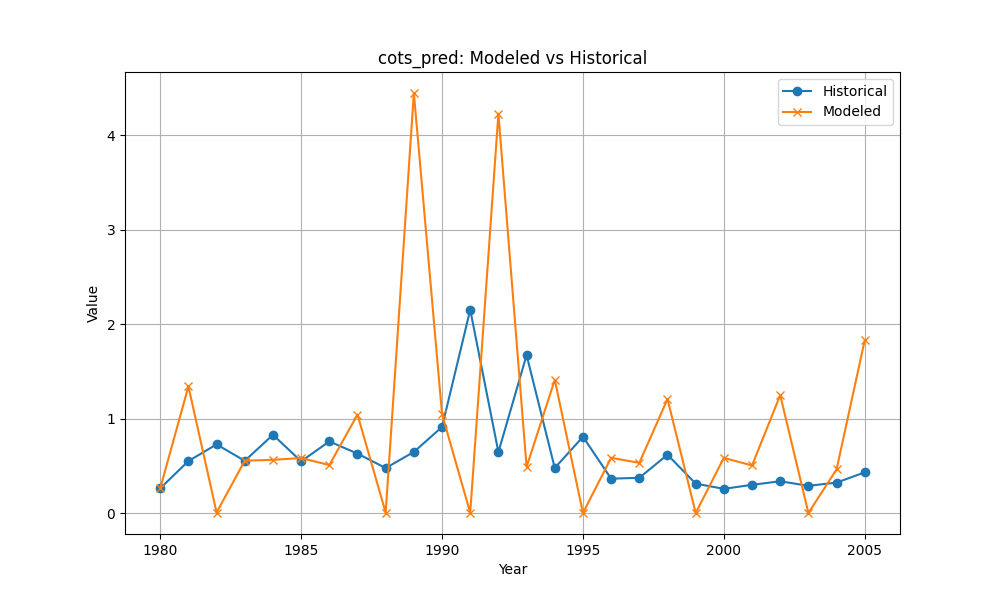 cots_pred: Modeled vs Historical
Historical
Modeled
Value
4
3
2
1
0
1980
1985
1990
1995
2000
2005
Year